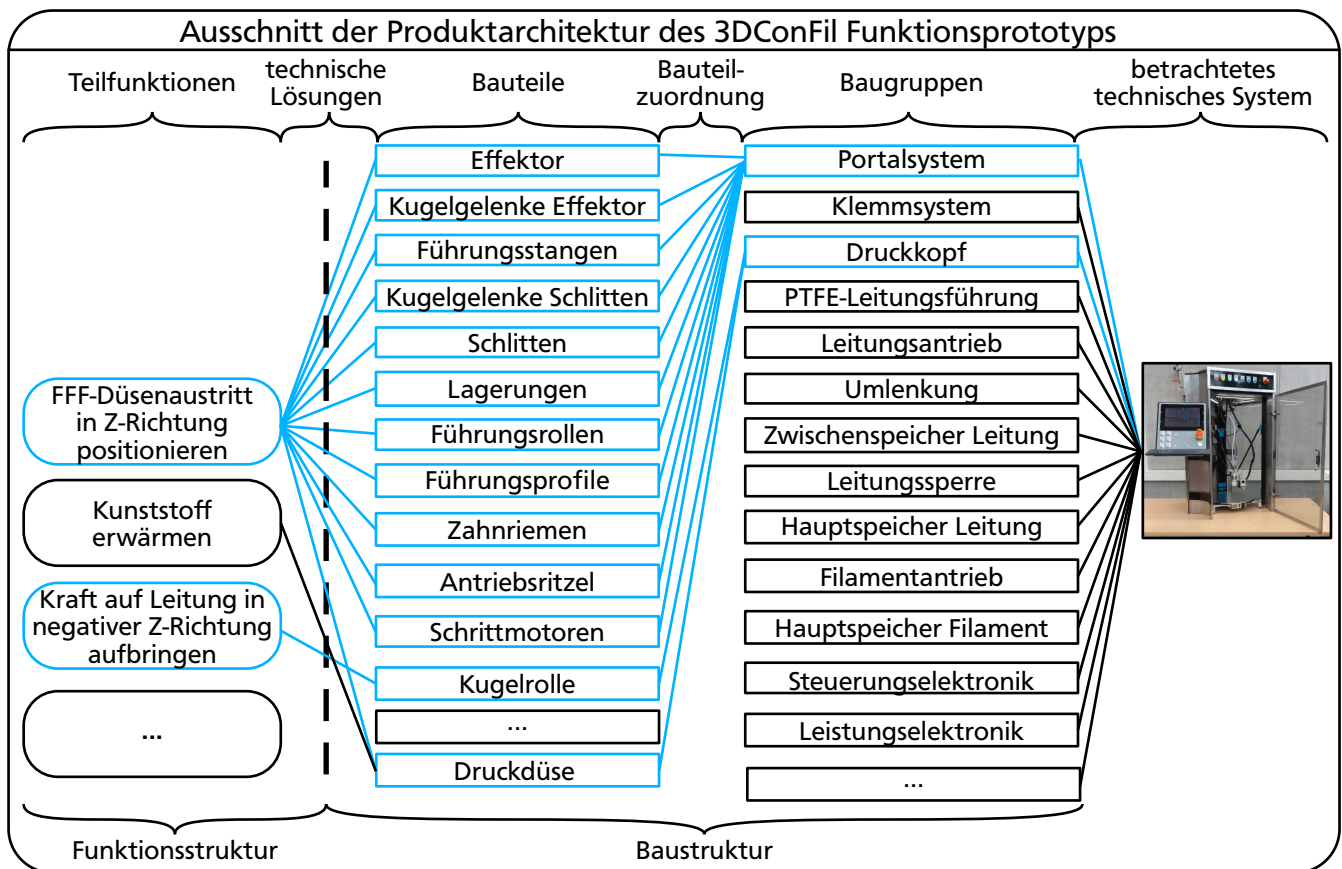 Ausschnitt der Produktarchitektur des 3DConFil Funktionsprototyps
Teilfunktionen
technische
Lösungen
Bauteile
Bauteil-
zuordnung
Baugruppen
betrachtetes
technisches System
FFF-Düsenaustritt
in Z-Richtung
positionieren
Kunststoff
erwärmen
Kraft auf Leitung in
negativer Z-Richtung
aufbringen
...
Effektor
Kugelgelenke Effektor
Führungsstangen
Kugelgelenke Schlitten
Schlitten
Lagerungen
Führungsrollen
Führungsprofile
Zahnriemen
Antriebsritzel
Schrittmotoren
Kugelrolle
...
Druckdüse
Portalsystem
Klemmsystem
Druckkopf
PTFE-Leitungsführung
Leitungsantrieb
Umlenkung
Zwischenspeicher Leitung
Leitungssperre
Hauptspeicher Leitung
Filamentantrieb
Hauptspeicher Filament
Steuerungselektronik
Leistungselektronik
...
Funktionsstruktur
Baustruktur